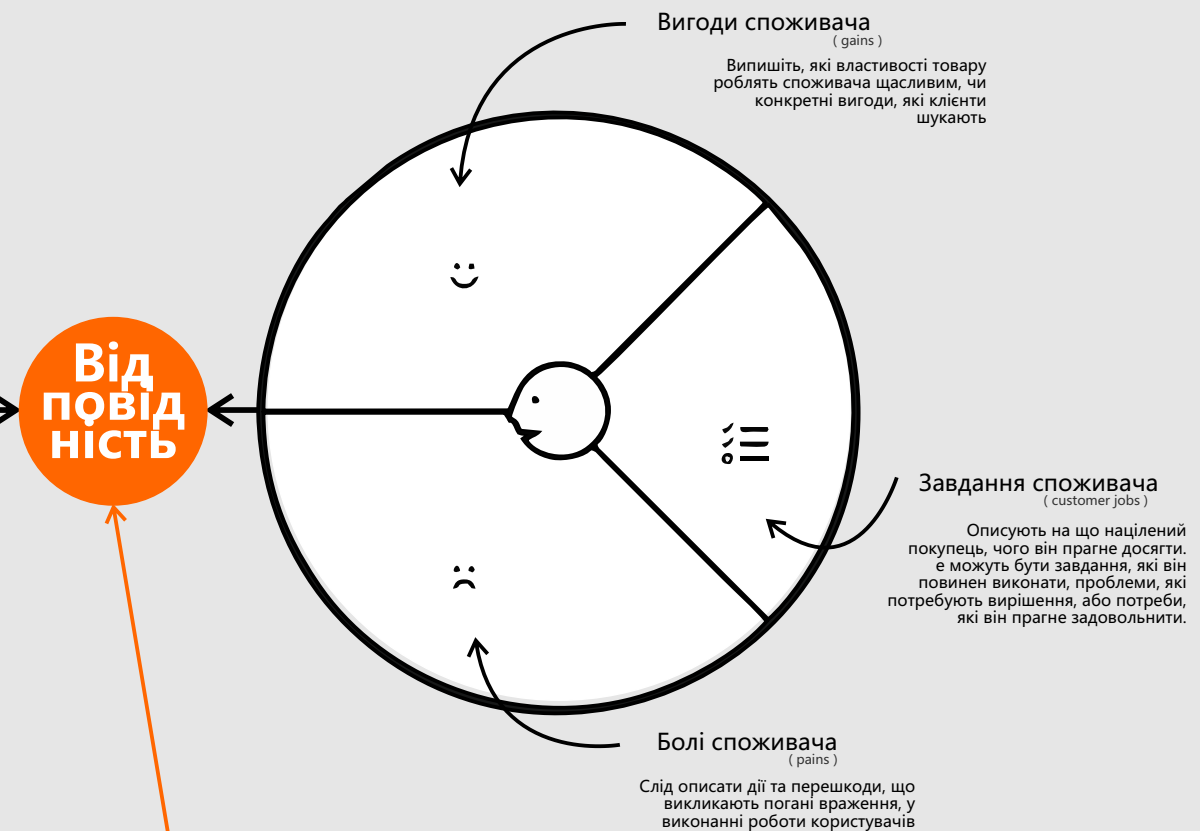 Вигоди споживача
( gains )
Випишіть, які властивості товару
роблять споживача щасливим, чи
конкретні вигоди, які клієнти
шукають
Від
повід
ність
Завдання споживача
( customer jobs )
Описують на що націлений
покупець, чого він прагне досягти.
е можуть бути завдання, які він
повинен виконати, проблеми, які
потребують вирішення, або потреби,
які він прагне задовольнити.
Болі споживача
( pains )
Слід описати дії та перешкоди, що
викликають погані враження, у
виконанні роботи користувачів